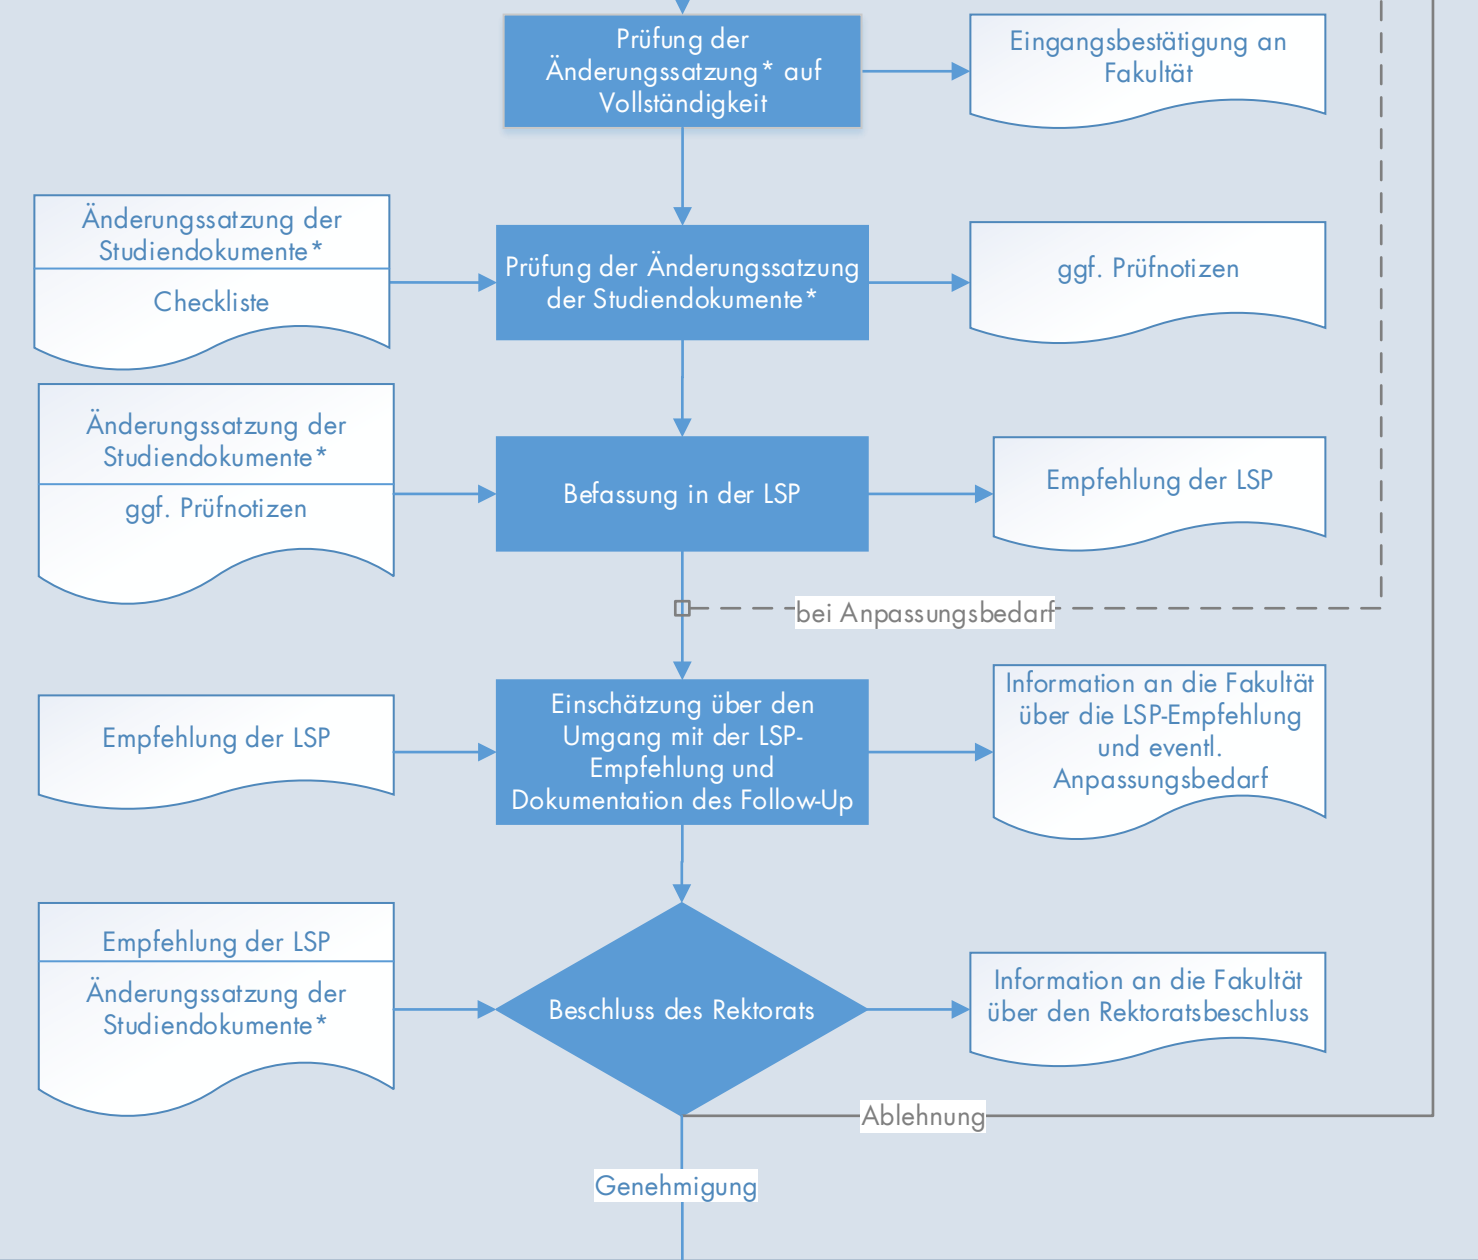 Prüfung der
Änderungssatzung* auf
Vollständigkeit
Eingangsbestätigung an
Fakultät
Änderungssatzung der
Studiendokumente*
Checkliste
Prüfung der Änderungssatzung
der Studiendokumente*
ggf. Prüfnotizen
Änderungssatzung der
Studiendokumente*
ggf. Prüfnotizen
Befassung in der LSP
Empfehlung der LSP
bei Anpassungsbedarf
Empfehlung der LSP
Einschätzung über den
Umgang mit der LSP-
Empfehlung und
Dokumentation des Follow-Up
Information an die Fakultät
über die LSP-Empfehlung
und eventl.
Anpassungsbedarf
Empfehlung der LSP
Änderungssatzung der
Studiendokumente*
Beschluss des Rektorats
Information an die Fakultät
über den Rektoratsbeschluss
Ablehnung
Genehmigung